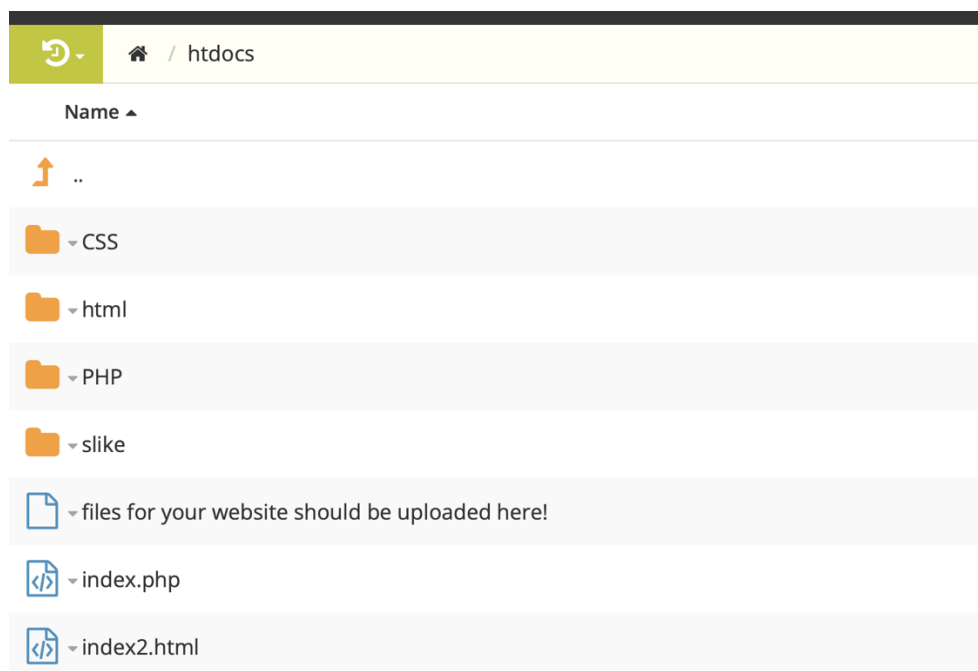 / htdocs
Name
..
CSS
html
PHP
slike
files for your website should be uploaded here!
index.php
index2.html